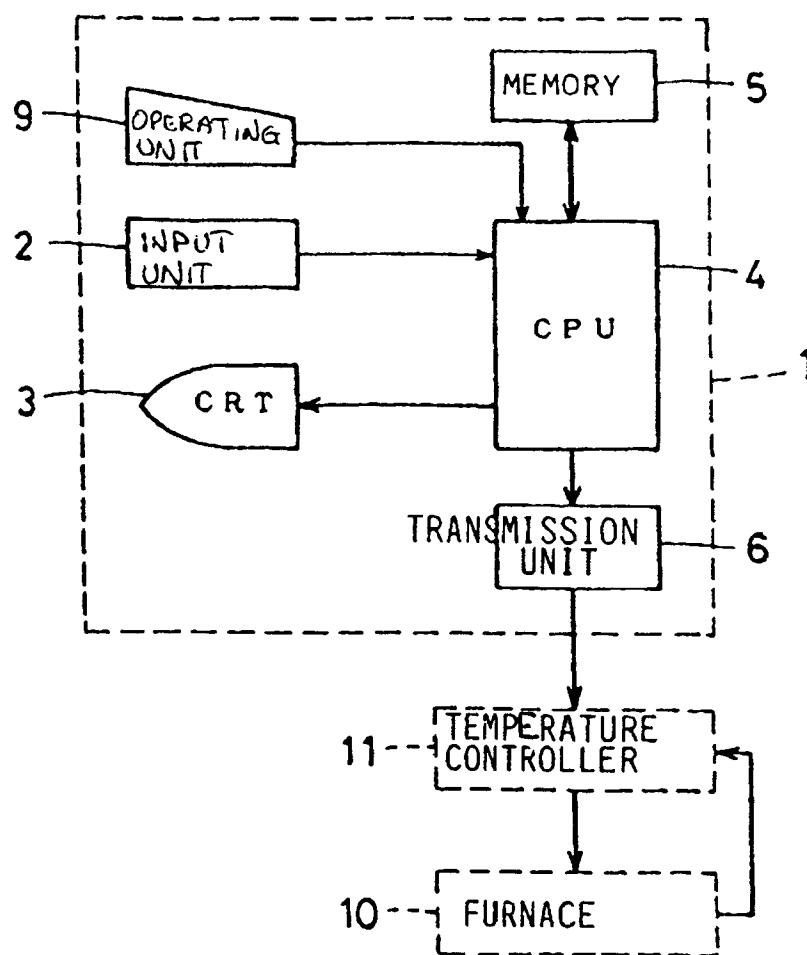 MEMORY
5
9
OPERATING
UNIT
2
INPUT
UNIT
4
CPU
1
3
CRT
TRANSMISSION
UNIT
6
TEMPERATURE
CONTROLLER
11
10
FURNACE